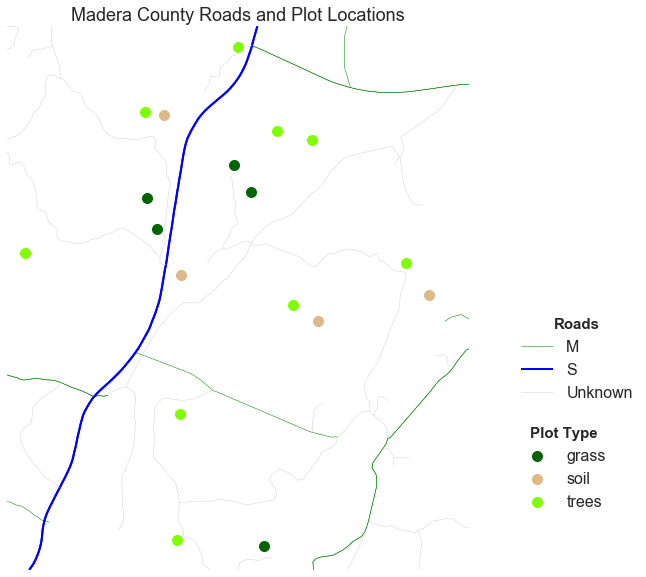 Madera County Roads and Plot Locations
Roads
M
S
Unknown
Plot Type
grass
soil
trees